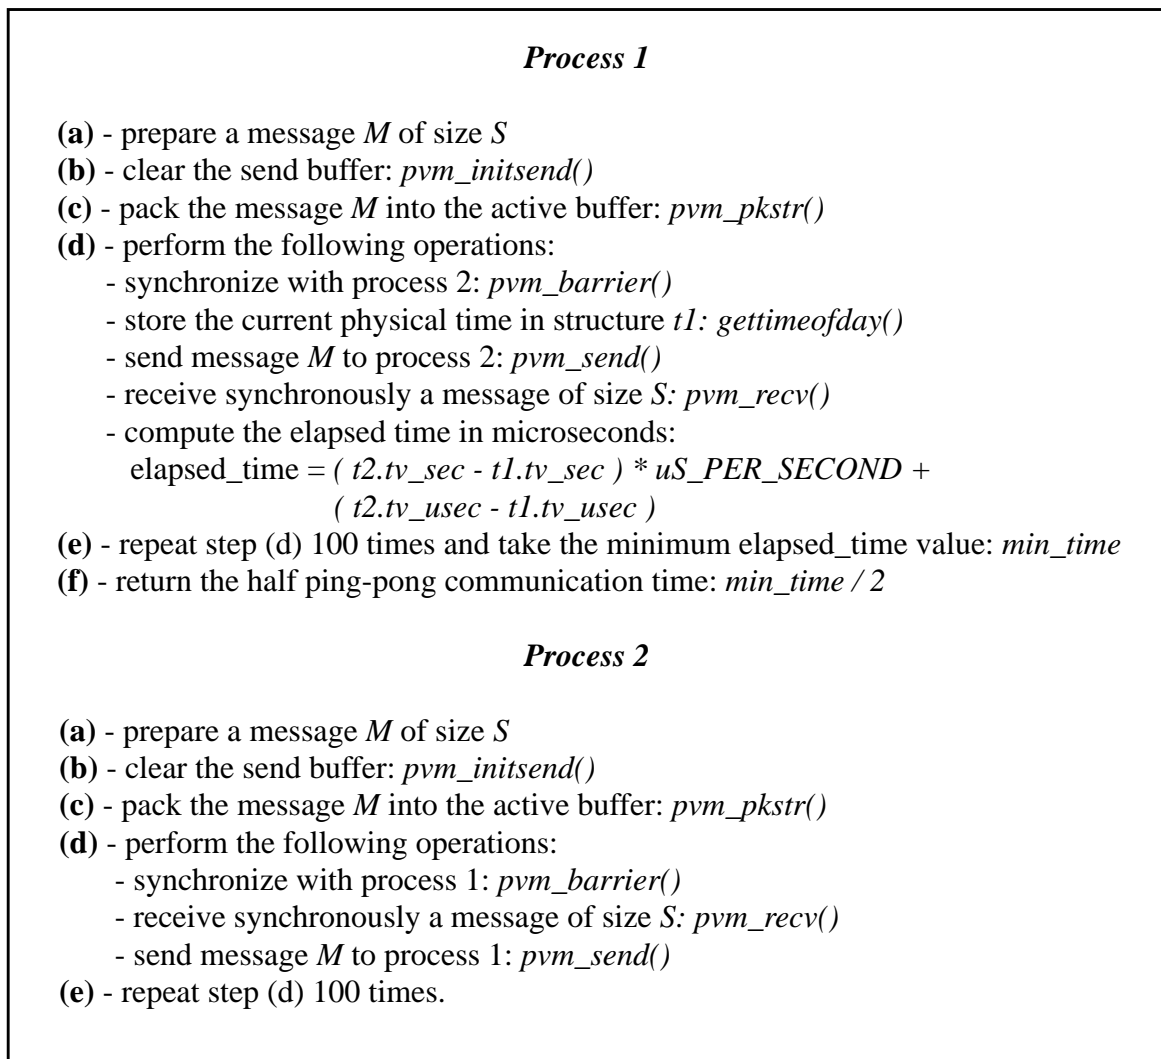 Process 1
(a) - prepare a message M of size S
(b) - clear the send buffer: pvm_initsend()
(c) - pack the message M into the active buffer: pvm_pkstr()
(d) - perform the following operations:
- synchronize with process 2: pvm_barrier()
- store the current physical time in structure t1: gettimeofday()
- send message M to process 2: pvm_send()
- receive synchronously a message of size S: pvm_recv()
- compute the elapsed time in microseconds:
elapsed_time = ( t2.tv_sec - t1.tv_sec ) * uS_PER_SECOND +
( t2.tv_usec - t1.tv_usec )
(e) - repeat step (d) 100 times and take the minimum elapsed_time value: min_time
(f) - return the half ping-pong communication time: min_time / 2
Process 2
(a) - prepare a message M of size S
(b) - clear the send buffer: pvm_initsend()
(c) - pack the message M into the active buffer: pvm_pkstr()
(d) - perform the following operations:
- synchronize with process 1: pvm_barrier()
- receive synchronously a message of size S: pvm_recv()
- send message M to process 1: pvm_send()
(e) - repeat step (d) 100 times.